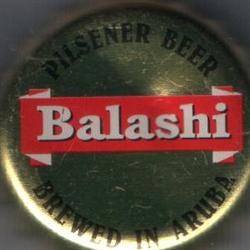 PILSENER BEER
Balashi
BREWED IN ARUBA